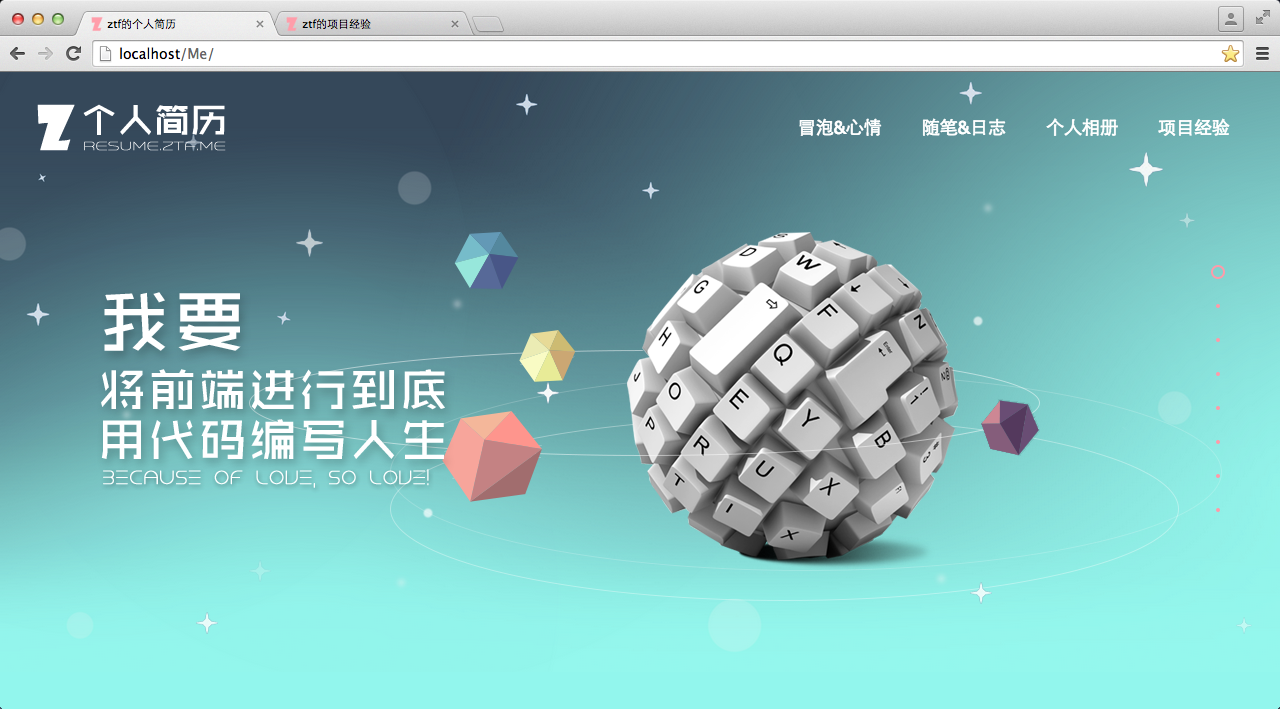 ztf的个人简历
ztf的项目经验
localhost/Me/
个人简历
RESUME.ZTF.ME
冒泡&心情
随笔&日志
个人相册
项目经验
我要
将前端进行到底
用代码编写人生
BECAUSE OF LOVE, SO LOVE!
S
D
W
G
F
Z
H
Q
Enter
J
O
E
Y
B
P
R
U
X
T
I
X